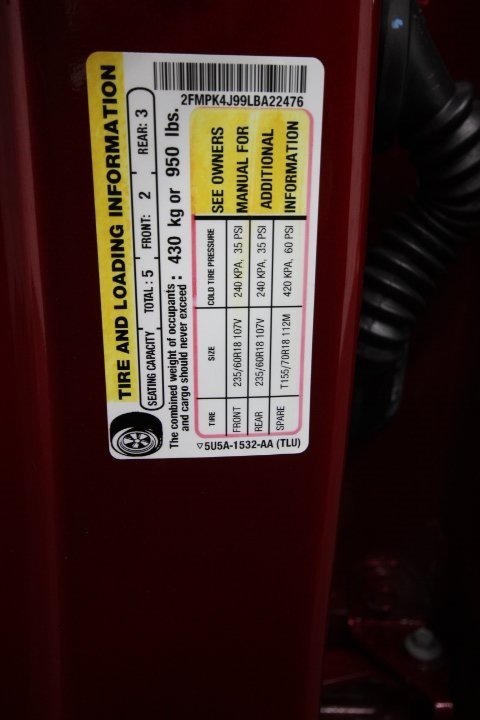 TIRE AND LOADING INFORMATION
SEATING CAPACITY TOTAL: 5 FRONT: 2 REAR: 3
The combined weight of occupants
and cargo should never exceed : 430 kg or 950 lbs.
TIRE SIZE COLD TIRE PRESSURE
FRONT 235/60R18 107V 240 KPA, 35 PSI
REAR 235/60R18 107V 240 KPA, 35 PSI
SPARE T155/70R18 112M 420 KPA, 60 PSI
SEE OWNERS
MANUAL FOR
ADDITIONAL
INFORMATION
5U5A-1532-AA (TLU)
2FMPK4J99LBA22476